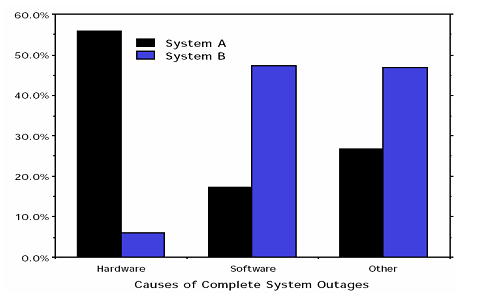 60.0%
50.0%
40.0%
30.0%
20.0%
10.0%
0.0%
System A
System B
Hardware Software Other
Causes of Complete System Outages